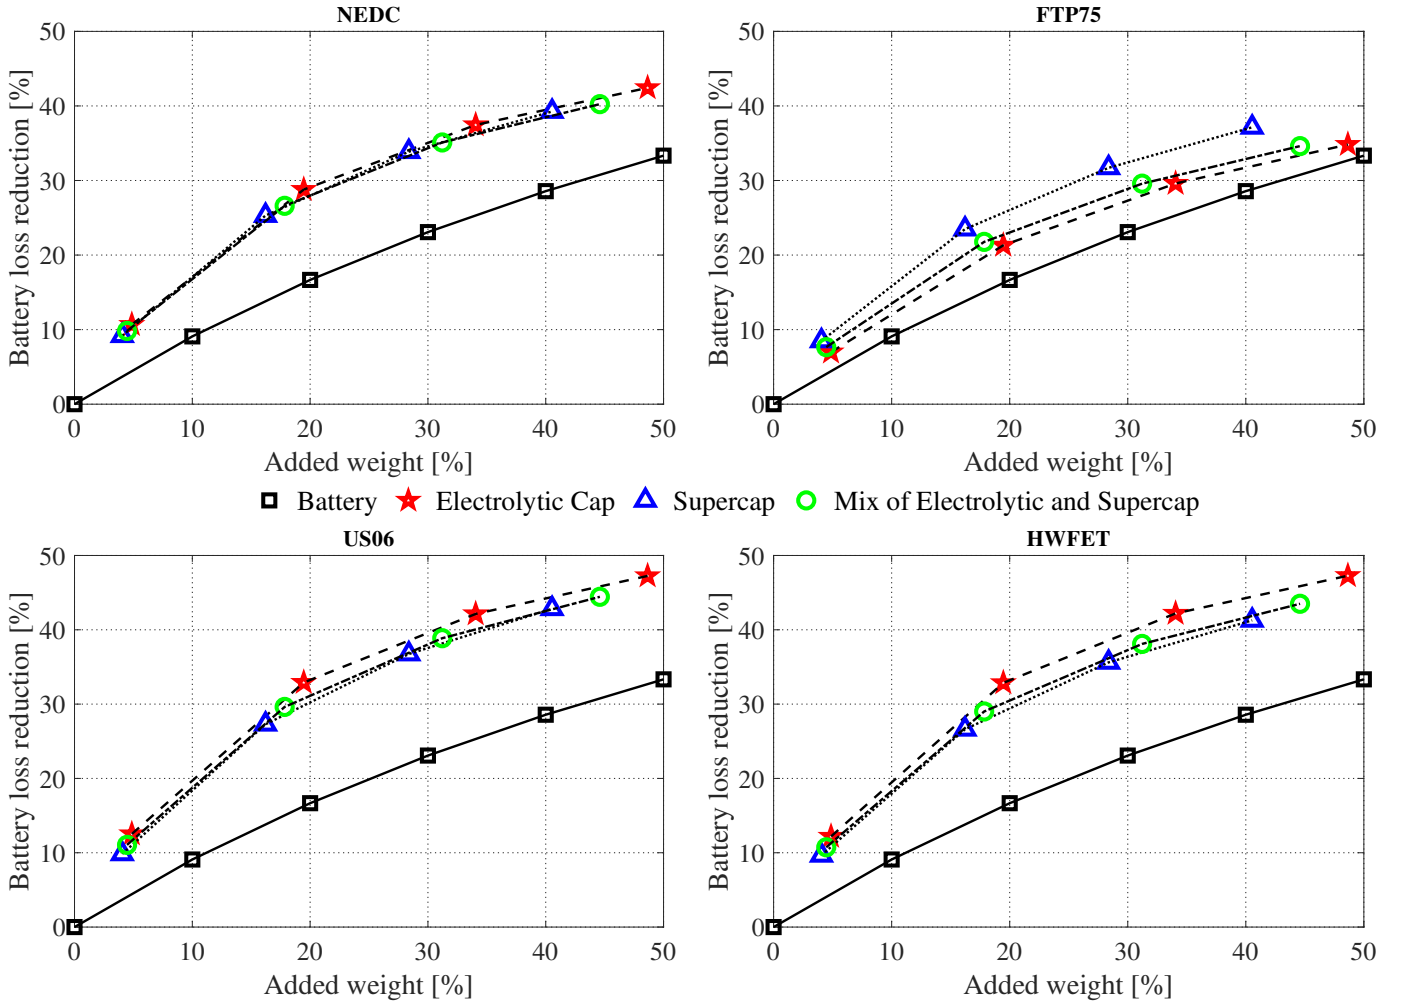 NEDC
50
40
30
20
10
0
0 10 20 30 40 50
Battery loss reduction [%]
Added weight [%]
FTP75
50
40
30
20
10
0
0 10 20 30 40 50
Battery loss reduction [%]
Added weight [%]
Battery Electrolytic Cap Supercap Mix of Electrolytic and Supercap
US06
50
40
30
20
10
0
0 10 20 30 40 50
Battery loss reduction [%]
Added weight [%]
HWFET
50
40
30
20
10
0
0 10 20 30 40 50
Battery loss reduction [%]
Added weight [%]